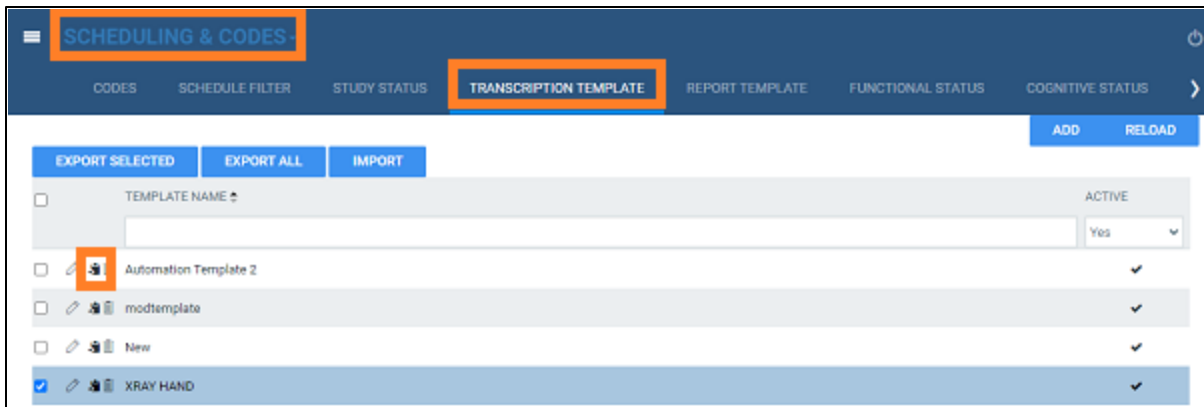 SCHEDULING & CODES
CODES SCHEDULE FILTER STUDY STATUS TRANSCRIPTION TEMPLATE REPORT TEMPLATE FUNCTIONAL STATUS COGNITIVE STATUS
ADD RELOAD
EXPORT SELECTED EXPORT ALL IMPORT
TEMPLATE NAME ACTIVE
Yes
Automation Template 2
modtemplate
New
XRAY HAND